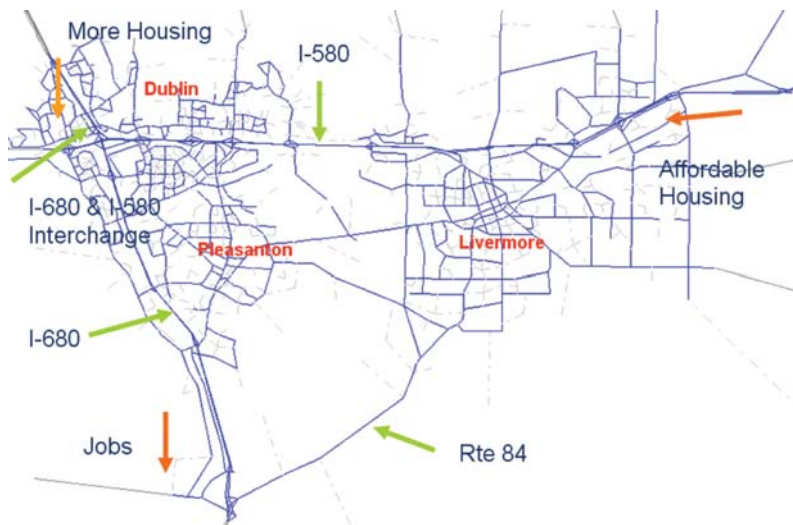 More Housing
I-580
Dublin
Affordable
Housing
I-680 & I-580
Interchange
Pleasanton
Livermore
I-680
Jobs
Rte 84